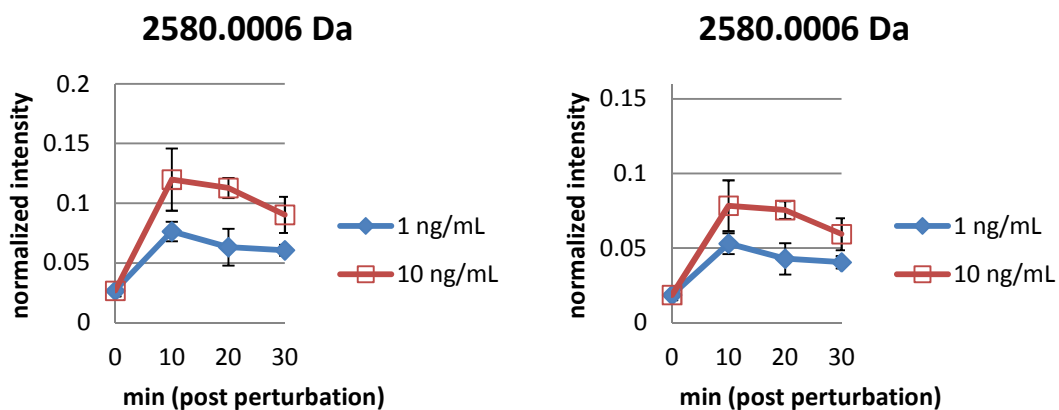 2580.0006 Da
normalized intensity
0.2
0.15
0.1
0.05
0
0 10 20 30
min (post perturbation)
1 ng/mL
10 ng/mL
2580.0006 Da
normalized intensity
0.15
0.1
0.05
0
0 10 20 30
min (post perturbation)
1 ng/mL
10 ng/mL